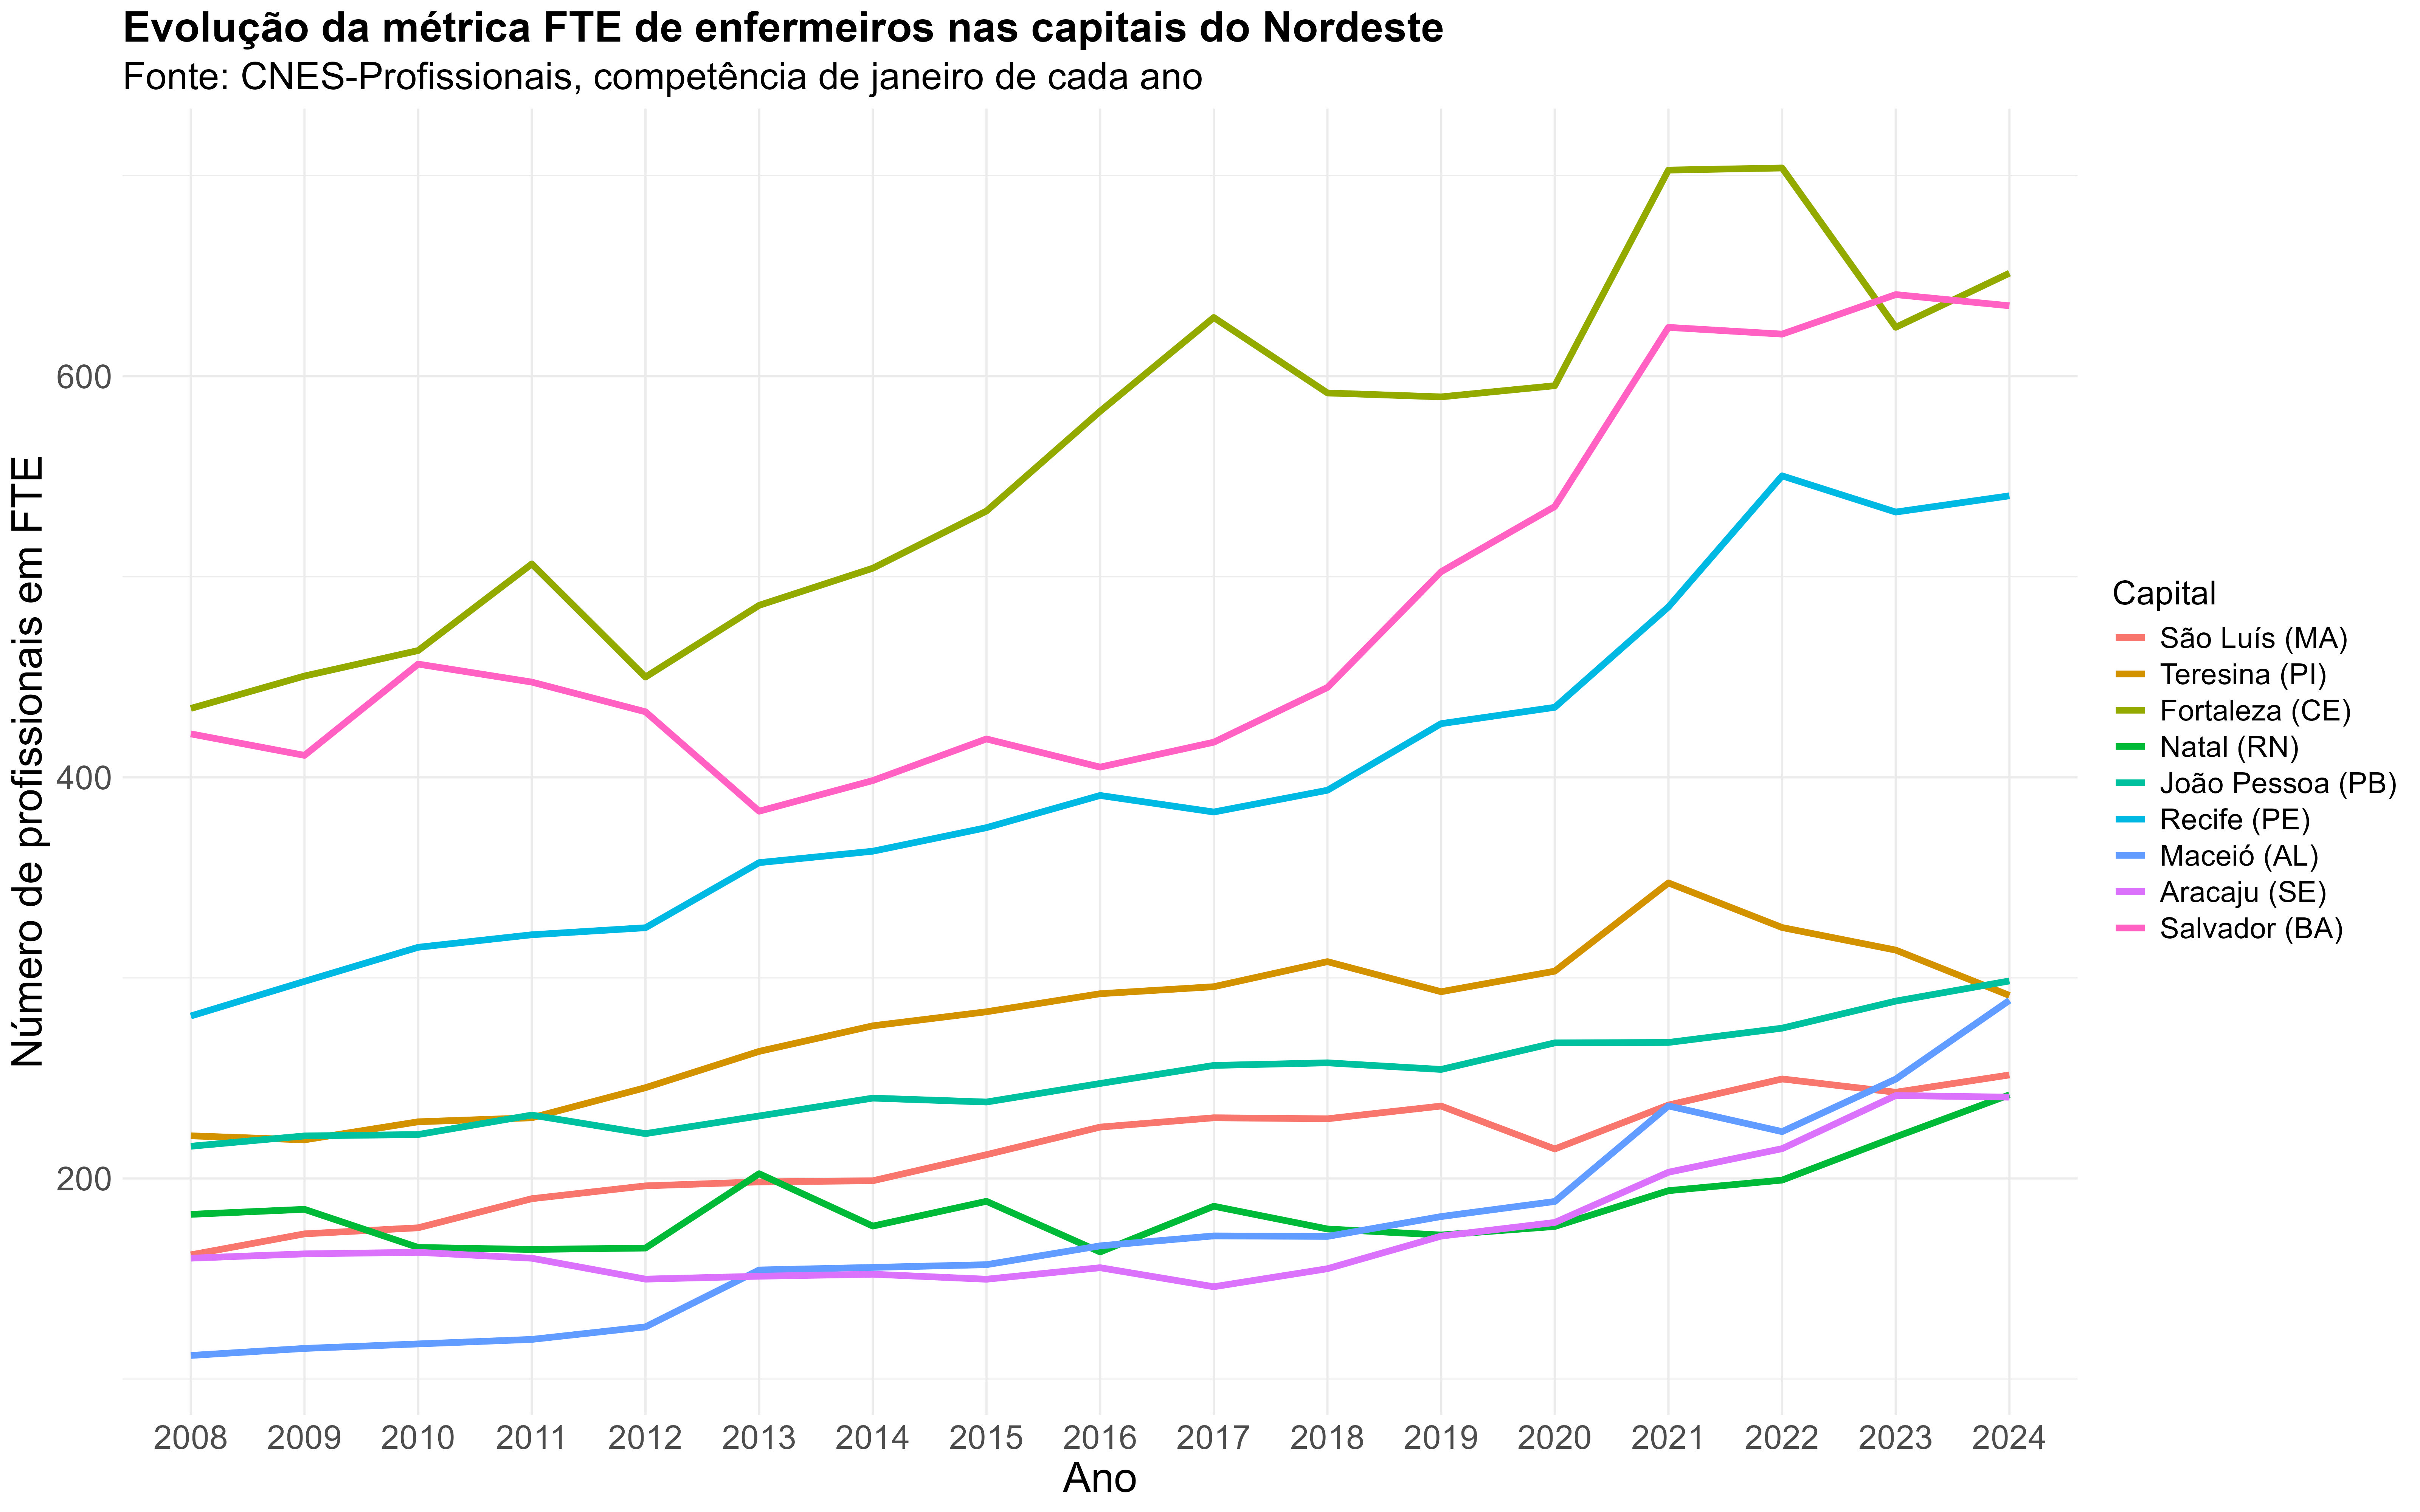 Evolução da métrica FTE de enfermeiros nas capitais do Nordeste
Fonte: CNES-Profissionais, competência de janeiro de cada ano
Número de profissionais em FTE
600
400
200
2008 2009 2010 2011 2012 2013 2014 2015 2016 2017 2018 2019 2020 2021 2022 2023 2024
Ano
Capital
São Luís (MA)
Teresina (PI)
Fortaleza (CE)
Natal (RN)
João Pessoa (PB)
Recife (PE)
Maceió (AL)
Aracaju (SE)
Salvador (BA)